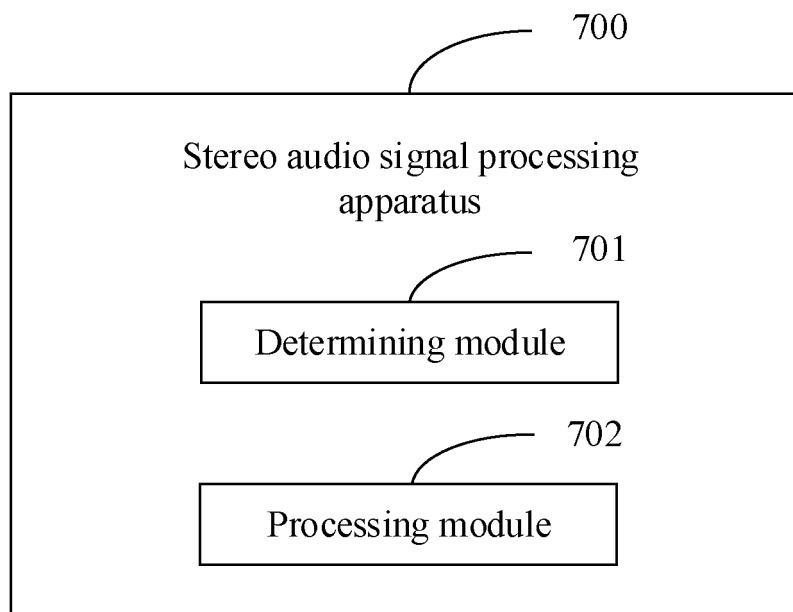 700
Stereo audio signal processing
apparatus
701
Determining module
702
Processing module